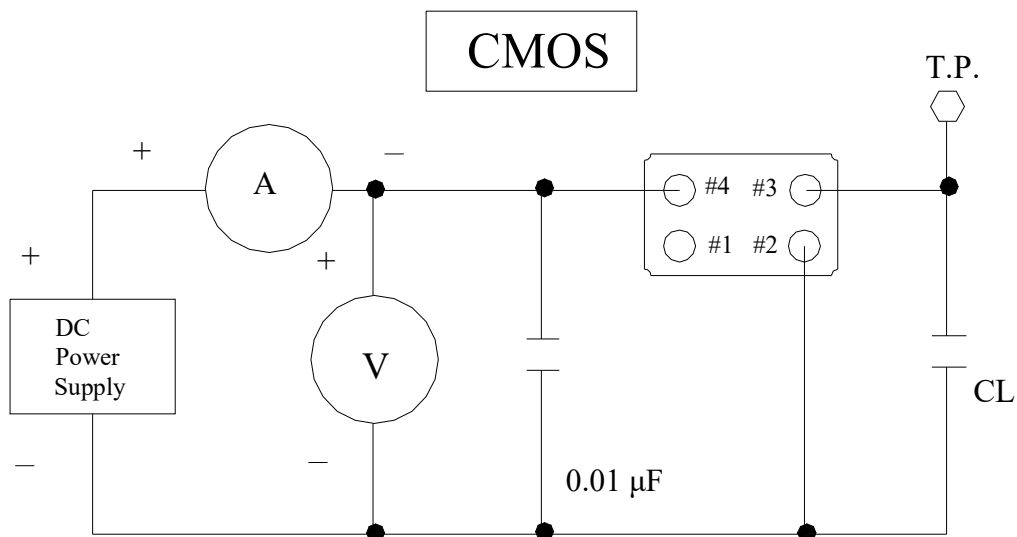 CMOS
T.P.
+
−
A
#4 #3
+
+
#1 #2
DC
Power
Supply
V
CL
−
−
0.01 μF